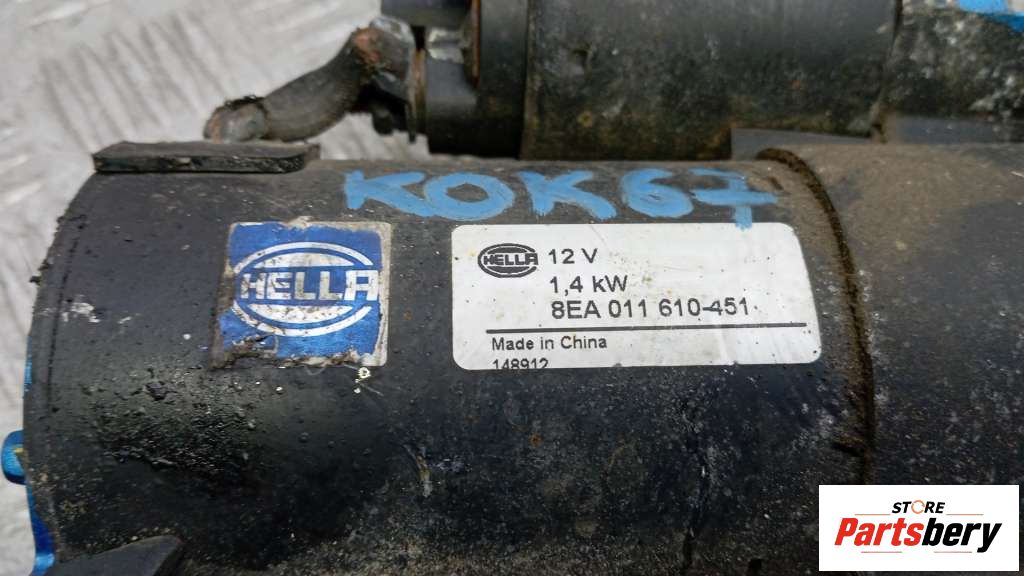 KOK67
HELLA
HELLA 12 V
1,4 kW
8EA 011 610-451
Made in China
148912
STORE
Partsbery